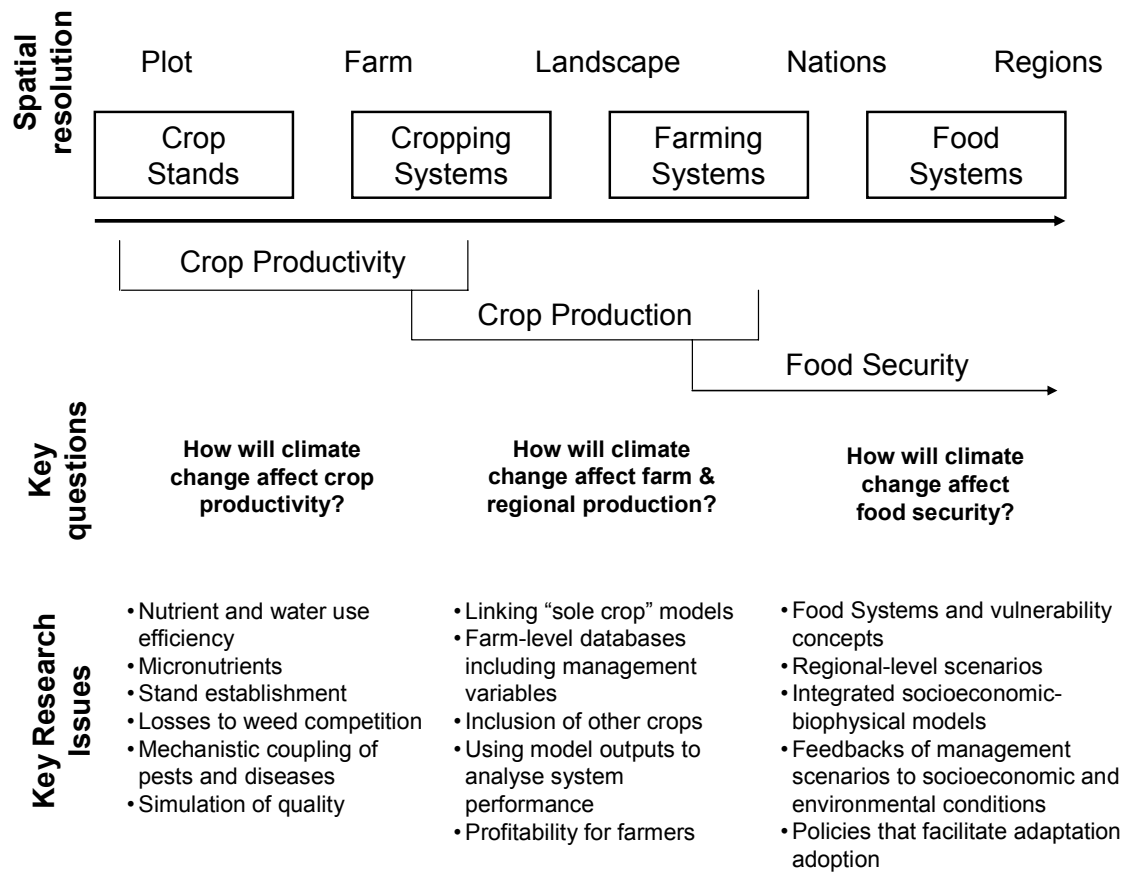 Spatial
resolution
Plot Farm Landscape Nations Regions
Crop
Stands
Cropping
Systems
Farming
Systems
Food
Systems
Crop Productivity
Crop Production
Food Security
Key
questions
How will climate
change affect crop
productivity?
How will climate
change affect farm &
regional production?
How will climate
change affect
food security?
Key Research
Issues
• Nutrient and water use
efficiency
• Micronutrients
• Stand establishment
• Losses to weed competition
• Mechanistic coupling of
pests and diseases
• Simulation of quality
• Linking “sole crop” models
• Farm-level databases
including management
variables
• Inclusion of other crops
• Using model outputs to
analyse system
performance
• Profitability for farmers
• Food Systems and vulnerability
concepts
• Regional-level scenarios
• Integrated socioeconomic-
biophysical models
• Feedbacks of management
scenarios to socioeconomic and
environmental conditions
• Policies that facilitate adaptation
adoption